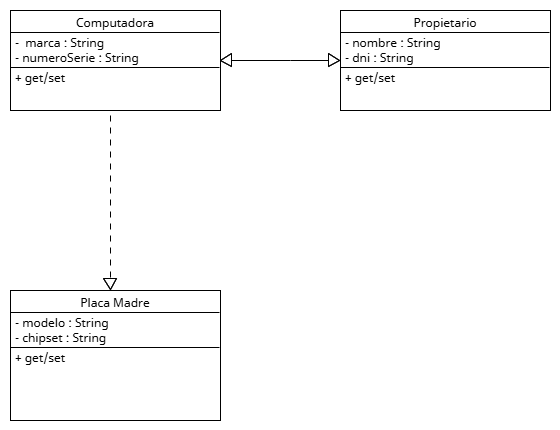 Computadora
- marca : String
- numeroSerie : String
+ get/set
Propietario
- nombre : String
- dni : String
+ get/set
Placa Madre
- modelo : String
- chipset : String
+ get/set